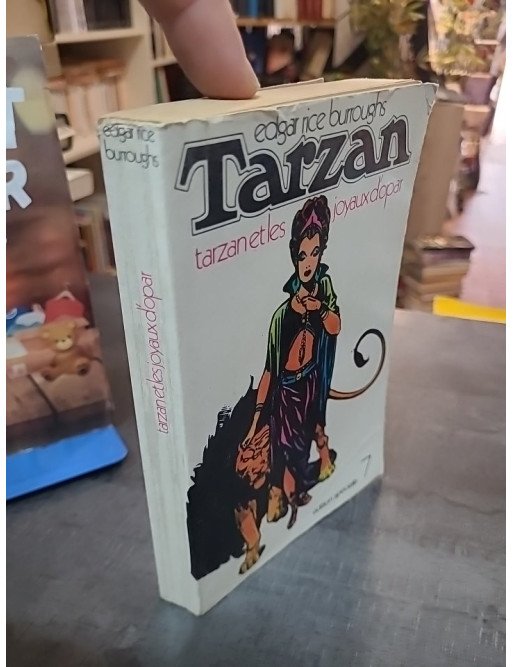 edgar rice burroughs
Tarzan
tarzan et les
joyaux d'opar
7
edgar rice
burroughs
tarzan et les joyaux d'opar